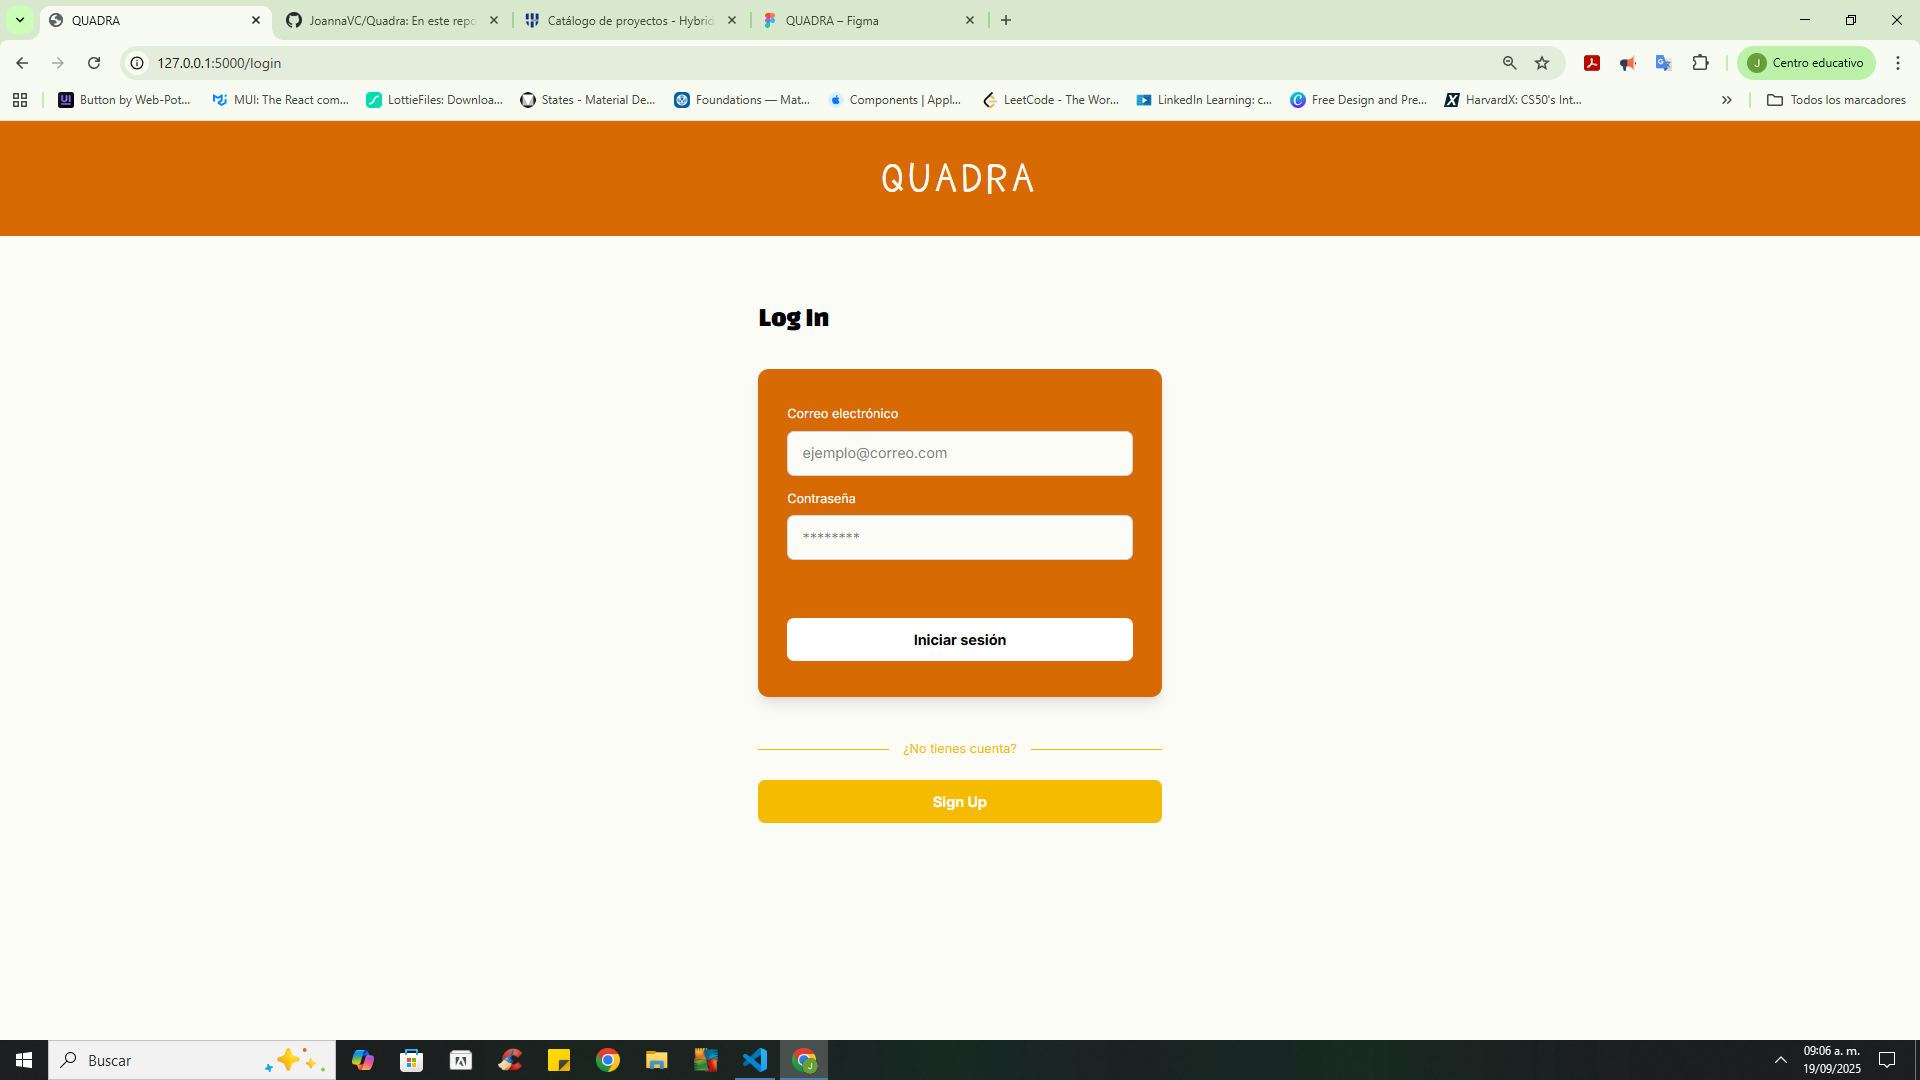 QUADRA
JoannaVC/Quadra: En este repo
Catálogo de proyectos - Hybrid
QUADRA – Figma
127.0.0.1:5000/login
J
Centro educativo
Button by Web-Pot...
MUI: The React com...
LottieFiles: Downloa...
States - Material De...
Foundations — Mat...
Components | Appl...
LeetCode - The Wor...
LinkedIn Learning: c...
Free Design and Pre...
HarvardX: CS50's Int...
Todos los marcadores
QUADRA
Log In
Correo electrónico
ejemplo@correo.com
Contraseña
********
Iniciar sesión
¿No tienes cuenta?
Sign Up
Buscar
09:06 a. m.
19/09/2025